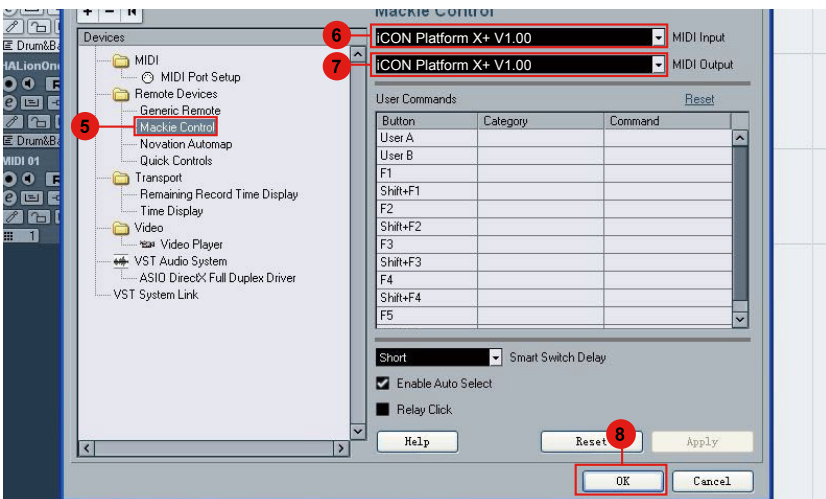 Mackie Control
Devices
MIDI
MIDI Port Setup
Remote Devices
Generic Remote
5
Mackie Control
Novation Automap
Quick Controls
Transport
Remaining Record Time Display
Time Display
Video
Video Player
VST Audio System
ASIO DirectX Full Duplex Driver
VST System Link
6
iCON Platform X+ V1.00
MIDI Input
7
iCON Platform X+ V1.00
MIDI Output
User Commands
Reset
Button Category Command
User A
User B
F1
Shift+F1
F2
Shift+F2
F3
Shift+F3
F4
Shift+F4
F5
Short
Smart Switch Delay
Enable Auto Select
Relay Click
Help
Reset
8
Apply
OK
Cancel
E Drum&Ba
HALionOne
R
E Drum&Ba
MIDI 01
R
1